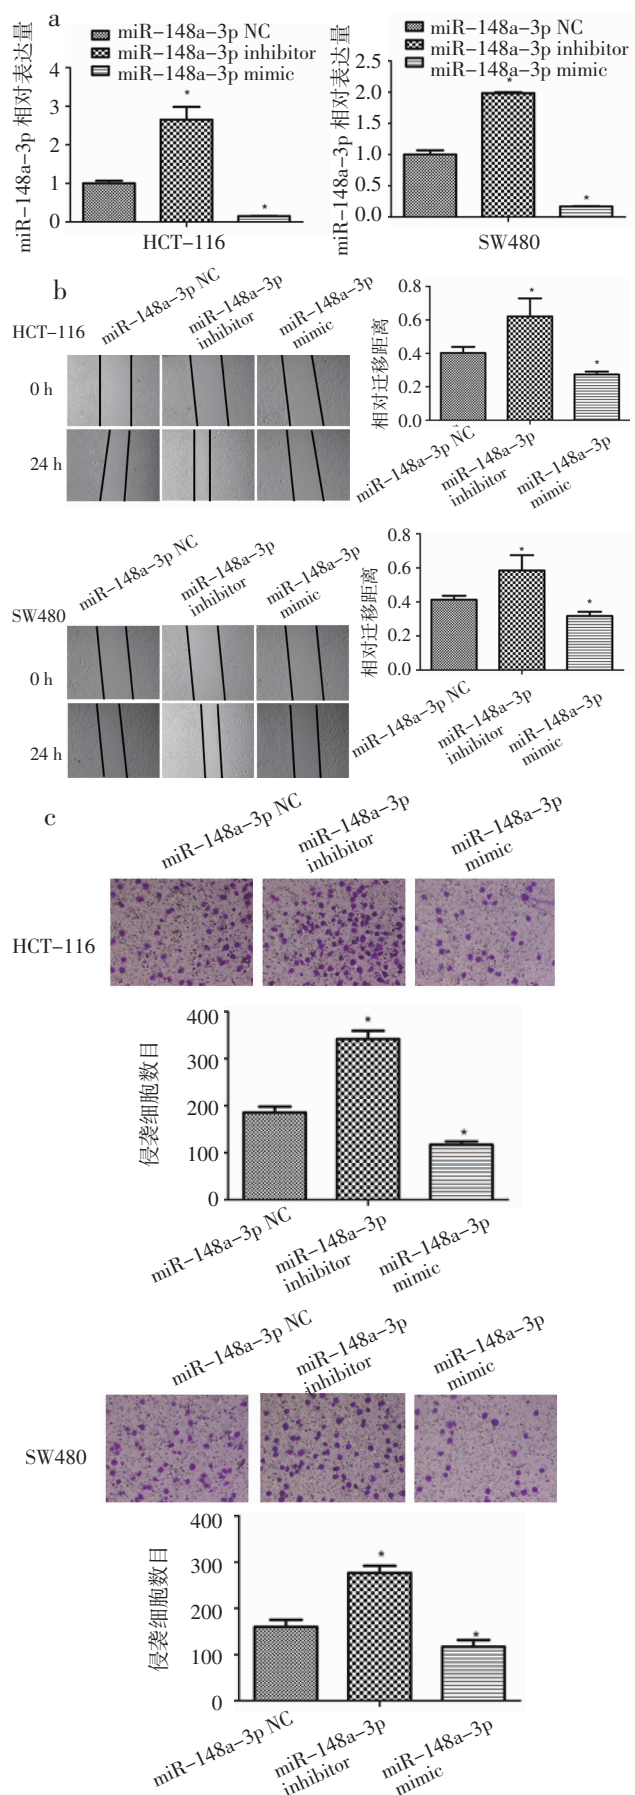 a
miR-148a-3p NC
miR-148a-3p inhibitor
miR-148a-3p mimic
miR-148a-3p 相对表达量
4
3
2
1
0
*
*
HCT-116
miR-148a-3p NC
miR-148a-3p inhibitor
miR-148a-3p mimic
miR-148a-3p 相对表达量
2.5
2.0
1.5
1.0
0.5
0.0
*
*
SW480
b
HCT-116
miR-148a-3p NC
miR-148a-3p
inhibitor
miR-148a-3p
mimic
0 h
24 h
相对迁移距离
0.8
0.6
0.4
0.2
0.0
*
*
miR-148a-3p NC
miR-148a-3p
inhibitor
miR-148a-3p
mimic
SW480
miR-148a-3p NC
miR-148a-3p
inhibitor
miR-148a-3p
mimic
0 h
24 h
相对迁移距离
0.8
0.6
0.4
0.2
0.0
*
*
miR-148a-3p NC
miR-148a-3p
inhibitor
miR-148a-3p
mimic
c
miR-148a-3p NC
miR-148a-3p
inhibitor
miR-148a-3p
mimic
HCT-116
侵袭细胞数目
400
300
200
100
0
*
*
miR-148a-3p NC
miR-148a-3p
inhibitor
miR-148a-3p
mimic
miR-148a-3p NC
miR-148a-3p
inhibitor
miR-148a-3p
mimic
SW480
侵袭细胞数目
400
300
200
100
0
*
*
miR-148a-3p NC
miR-148a-3p
inhibitor
miR-148a-3p
mimic